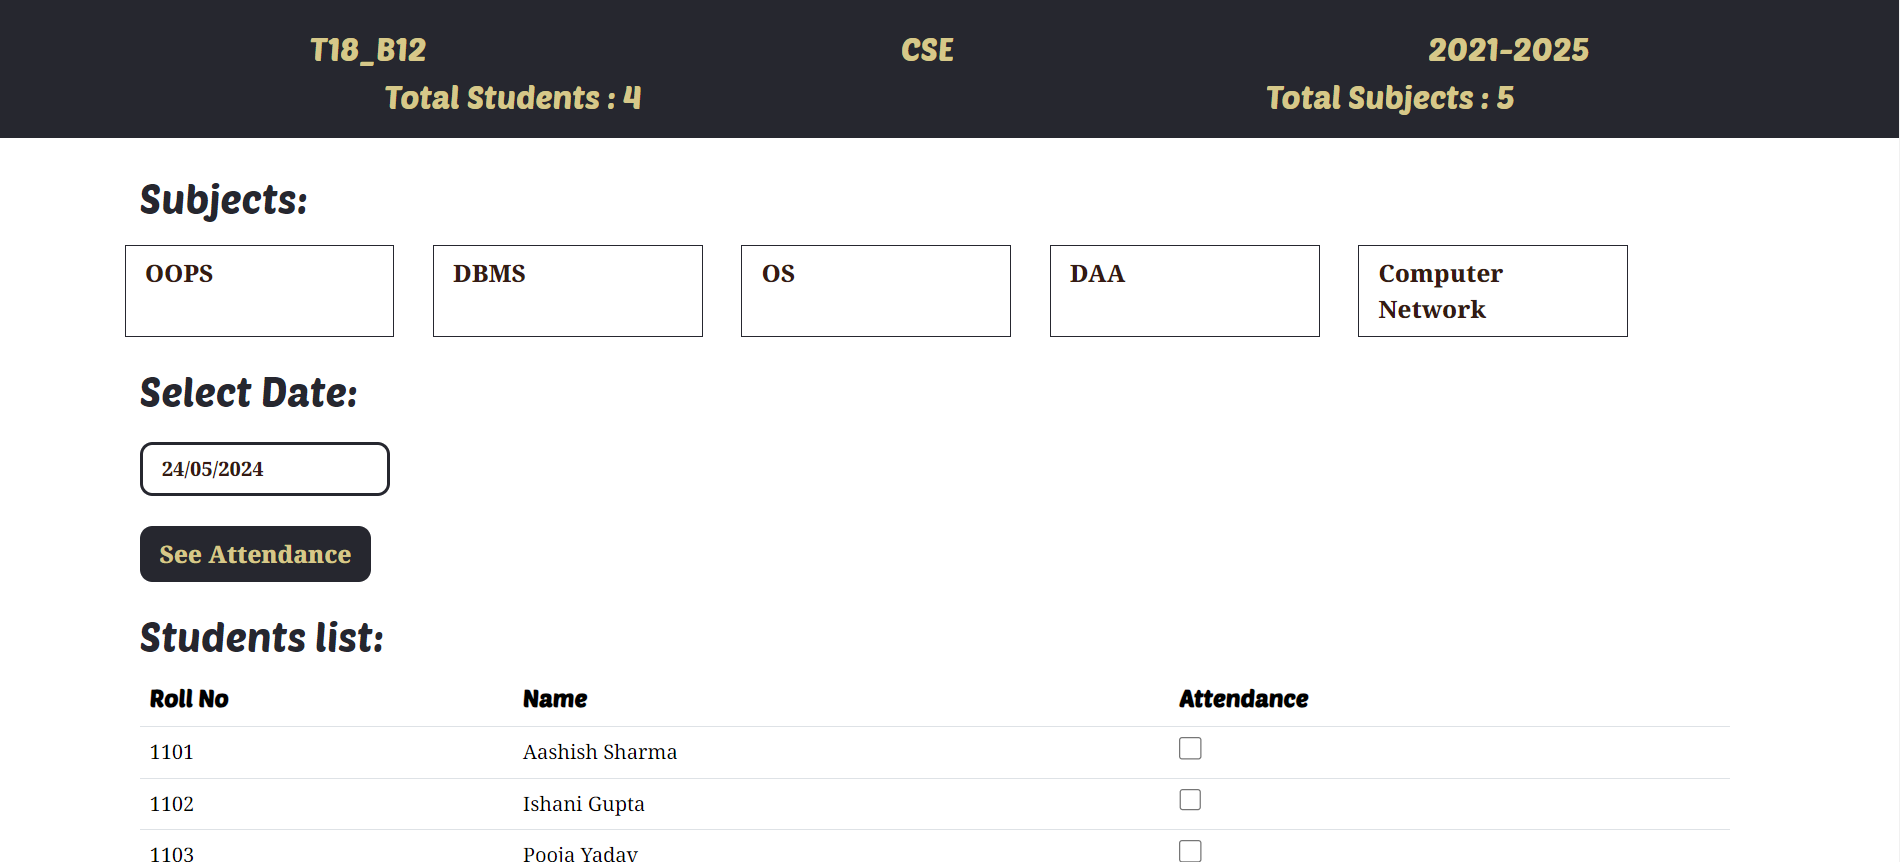 T18_B12 CSE 2021-2025
Total Students : 4 Total Subjects : 5
Subjects:
OOPS DBMS OS DAA Computer
Network
Select Date:
24/05/2024
See Attendance
Students list:
Roll No Name Attendance
1101 Aashish Sharma
1102 Ishani Gupta
1103 Pooja Yadav